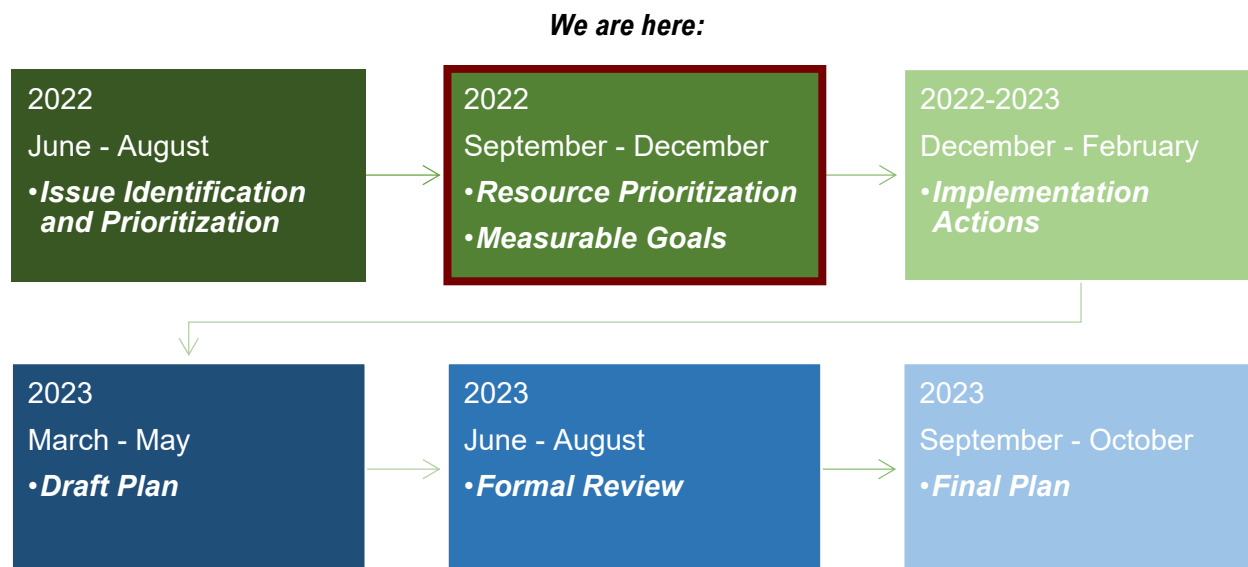 We are here:
2022
June - August
•Issue Identification
and Prioritization
2022
September - December
•Resource Prioritization
•Measurable Goals
2022-2023
December - February
•Implementation
Actions
2023
March - May
•Draft Plan
2023
June - August
•Formal Review
2023
September - October
•Final Plan